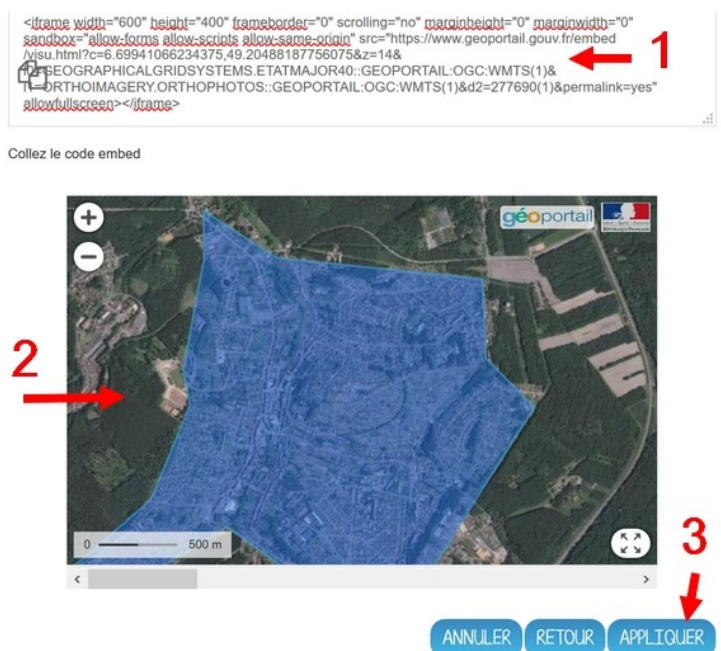 <iframe width="600" height="400" frameborder="0" scrolling="no" marginheight="0" marginwidth="0"
sandbox="allow-forms allow-scripts allow-same-origin" src="https://www.geoportail.gouv.fr/embed
/visu.html?c=6.69941066234375,49.20488187756075&z=14&
GEOGRAPHICALGRIDSYSTEMS.ETATMAJOR40::GEOPORTAIL:OGC:WMTS(1)&
ORTHOIMAGERY.ORTHOPHOTOS::GEOPORTAIL:OGC:WMTS(1)&d2=277690(1)&permalink=yes"
allowfullscreen></iframe>
1
Collez le code embed
+
−
géoportail
2
0 500 m
3
ANNULER RETOUR APPLIQUER